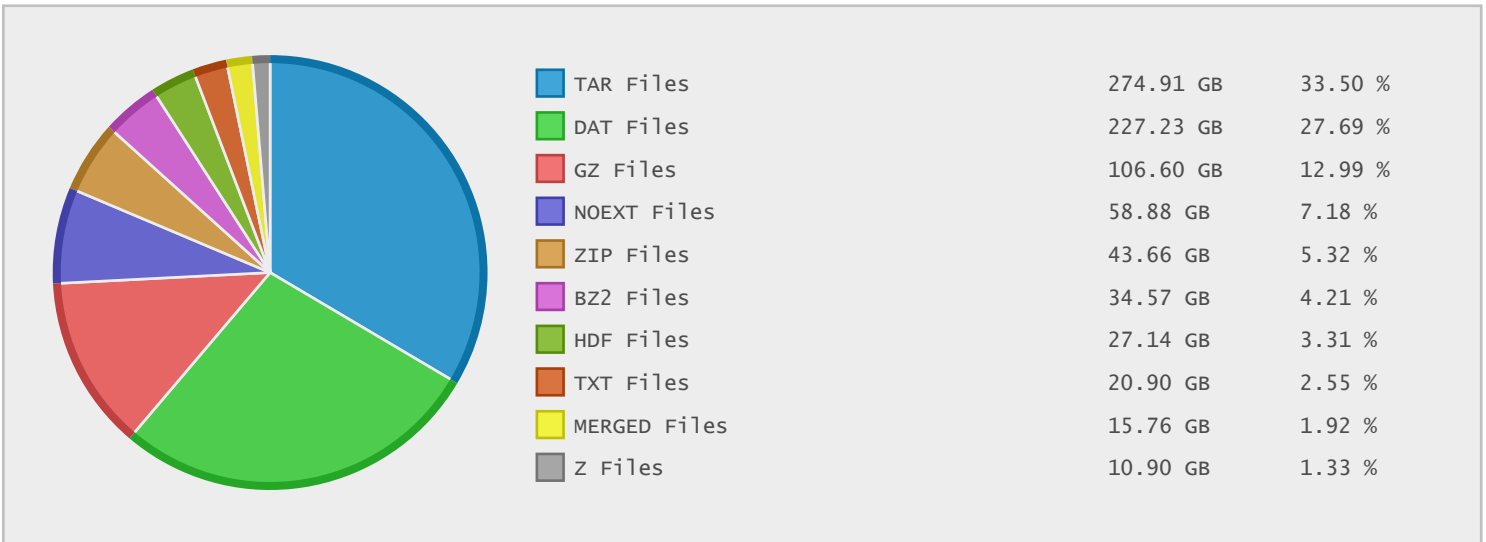 TAR Files 274.91 GB 33.50 %
DAT Files 227.23 GB 27.69 %
GZ Files 106.60 GB 12.99 %
NOEXT Files 58.88 GB 7.18 %
ZIP Files 43.66 GB 5.32 %
BZ2 Files 34.57 GB 4.21 %
HDF Files 27.14 GB 3.31 %
TXT Files 20.90 GB 2.55 %
MERGED Files 15.76 GB 1.92 %
Z Files 10.90 GB 1.33 %